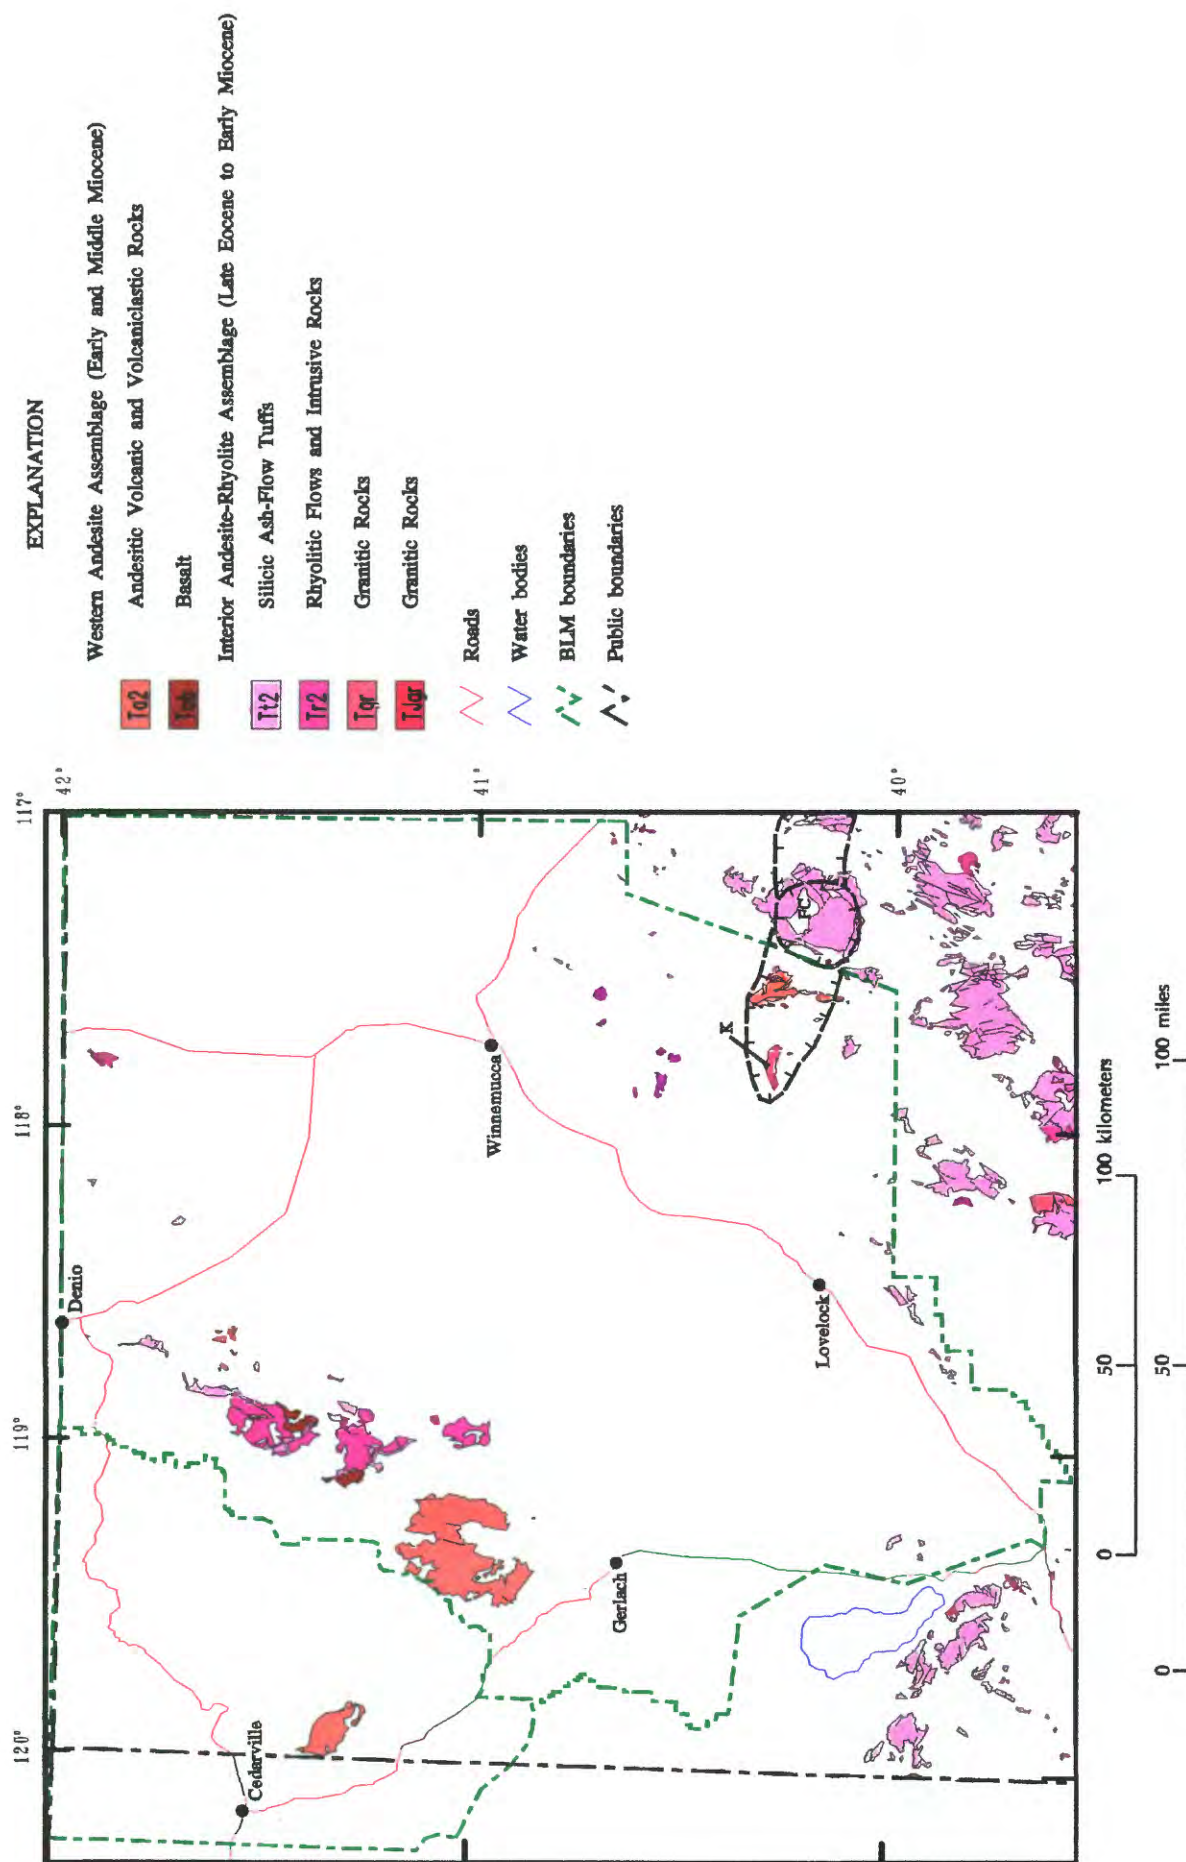 EXPLANATION
Western Andesite Assemblage (Early and Middle Miocene)
Ta2 Andesitic Volcanic and Volcaniclastic Rocks
Basalt
Interior Andesite-Rhyolite Assemblage (Late Eocene to Early Miocene)
Tt2 Silicic Ash-Flow Tuffs
Tr2 Rhyolitic Flows and Intrusive Rocks
Tgr Granitic Rocks
TJgr Granitic Rocks
Roads
Water bodies
BLM boundaries
Public boundaries
120°
119°
118°
117°
42°
41°
40°
Denio
Cedarville
Winnemucca
Gerlach
Lovelock
K
FC
0 50 100 kilometers
0 50 100 miles